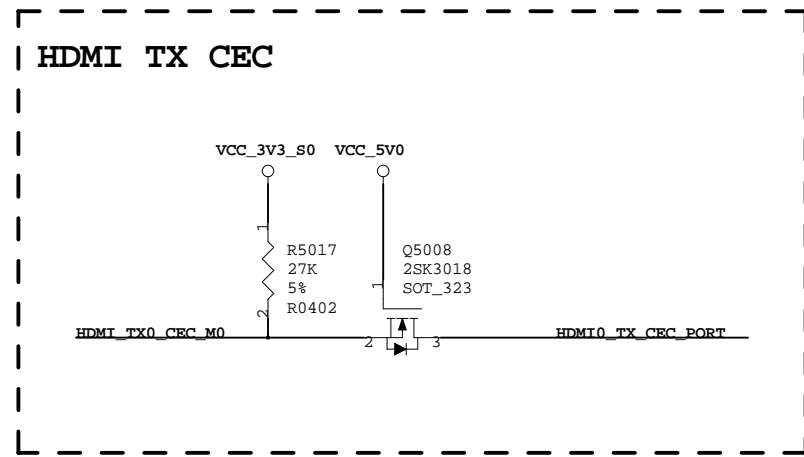 HDMI TX CEC
VCC_3V3_S0 VCC_5V0
1
R5017
27K
5%
R0402
2
Q5008
2SK3018
SOT_323
1
HDMI_TX0_CEC_M0
2
3
HDMI0_TX_CEC_PORT